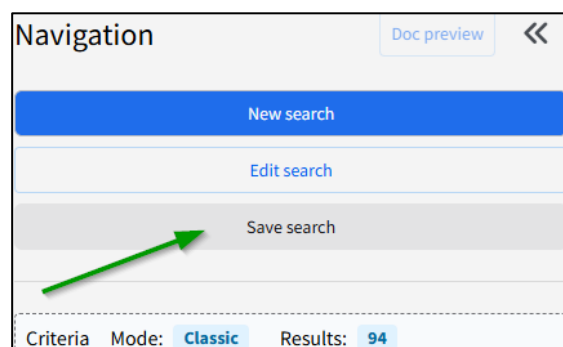 Navigation Doc preview
New search
Edit search
Save search
Criteria Mode: Classic Results: 94